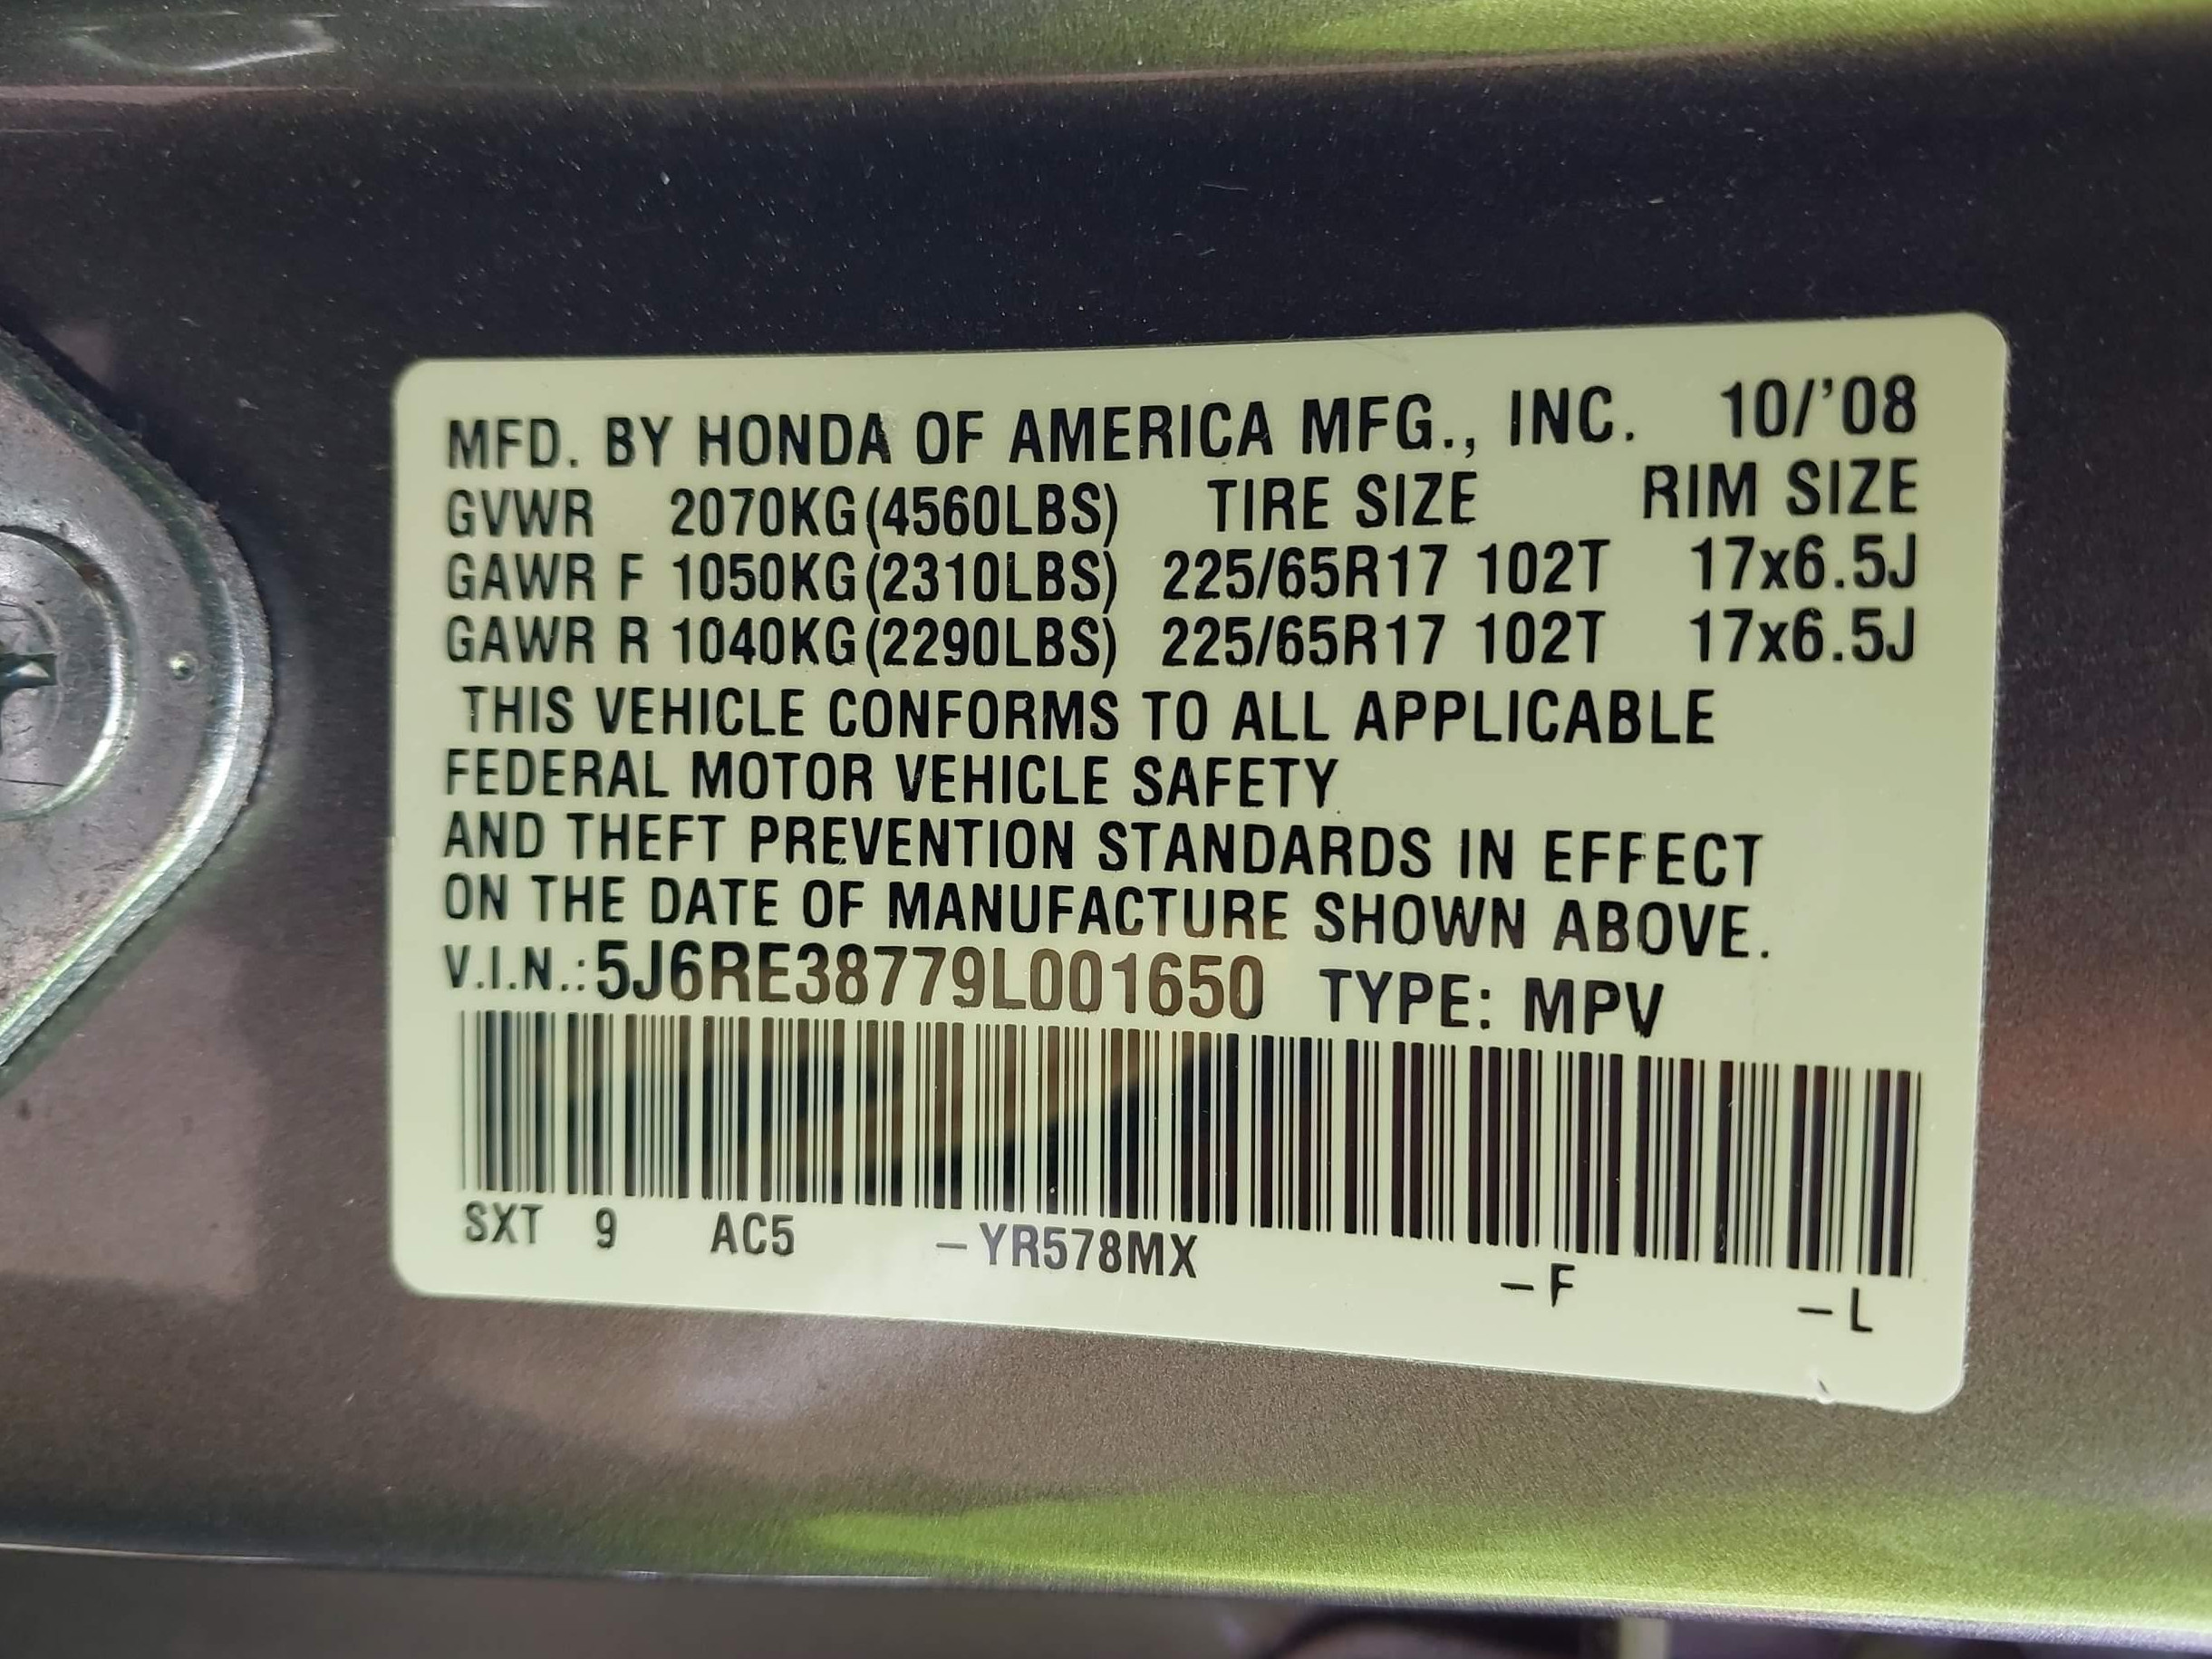 MFD. BY HONDA OF AMERICA MFG., INC. 10/'08
GVWR 2070KG(4560LBS) TIRE SIZE RIM SIZE
GAWR F 1050KG(2310LBS) 225/65R17 102T 17x6.5J
GAWR R 1040KG(2290LBS) 225/65R17 102T 17x6.5J
THIS VEHICLE CONFORMS TO ALL APPLICABLE
FEDERAL MOTOR VEHICLE SAFETY
AND THEFT PREVENTION STANDARDS IN EFFECT
ON THE DATE OF MANUFACTURE SHOWN ABOVE.
V.I.N.:5J6RE38779L001650 TYPE: MPV
SXT 9 AC5 –YR578MX –F –L